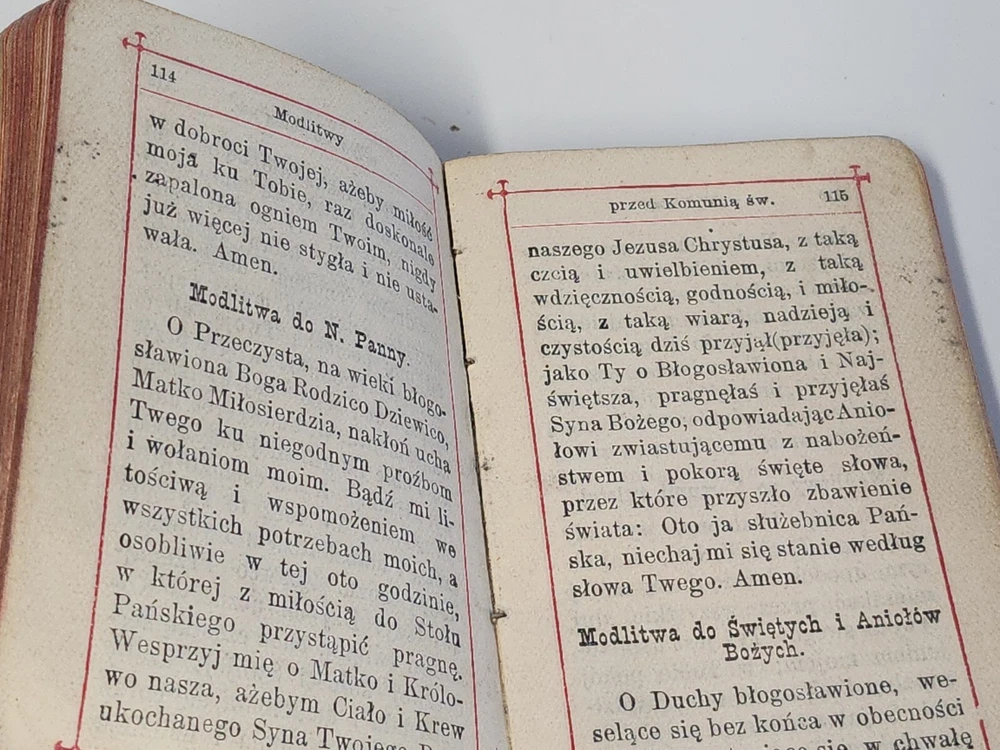 114
Modlitwy
w dobroci Twojej, ażeby miłość
moja ku Tobie, raz doskonale
zapalona ogniem Twoim, nigdy
już więcej nie stygła i nie usta-
wała. Amen.
Modlitwa do N. Panny.
O Przeczysta, na wieki błogo-
sławiona Boga Rodzico Dziewico,
Matko Miłosierdzia, nakłoń ucha
Twego ku niegodnym proźbom
i wołaniom moim. Bądź mi li-
tościwą i wspomożeniem we
wszystkich potrzebach moich, a
osobliwie w tej oto godzinie,
w której z miłością do Stołu
Pańskiego przystąpić pragnę.
Wesprzyj mię o Matko i Królo-
wo nasza, ażebym Ciało i Krew
ukochanego Syna Twojego
przed Komunią św. 115
naszego Jezusa Chrystusa, z taką
czcią i uwielbieniem, z taką
wdzięcznością, godnością, i miło-
ścią, z taką wiarą, nadzieją i
czystością dziś przyjął(przyjęła);
jako Ty o Błogosławiona i Naj-
świętsza, pragnęłaś i przyjęłaś
Syna Bożego, odpowiadając Anio-
łowi zwiastującemu z nabożeń-
stwem i pokorą święte słowa,
przez które przyszło zbawienie
świata: Oto ja służebnica Pań-
ska, niechaj mi się stanie według
słowa Twego. Amen.
Modlitwa do Świętych i Aniołów
Bożych.
O Duchy błogosławione, we-
selące się bez końca w obecności
w chwałę